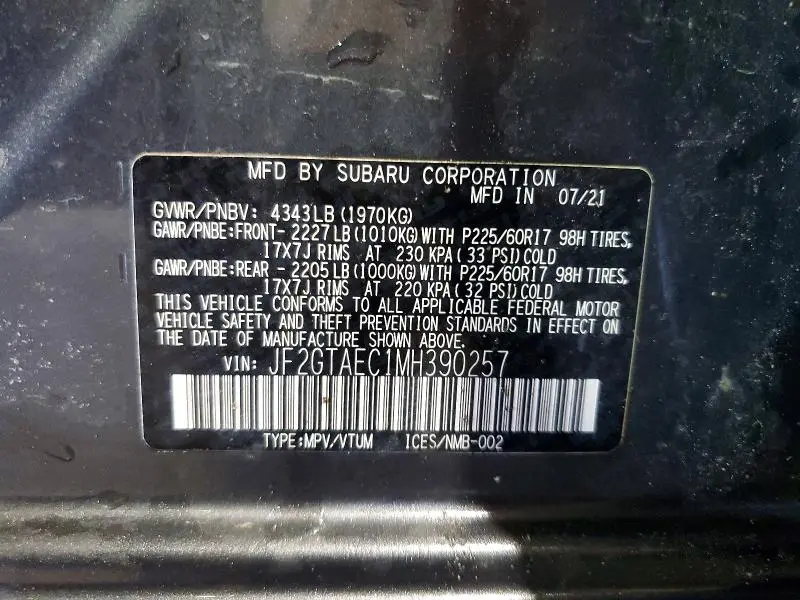 MFD BY SUBARU CORPORATION
MFD IN 07/21
GVWR/PNBV: 4343LB (1970KG)
GAWR/PNBE:FRONT- 2227LB (1010KG) WITH P225/60R17 98H TIRES,
17X7J RIMS AT 230 KPA (33 PSI) COLD
GAWR/PNBE:REAR - 2205LB (1000KG) WITH P225/60R17 98H TIRES,
17X7J RIMS AT 220 KPA (32 PSI) COLD
THIS VEHICLE CONFORMS TO ALL APPLICABLE FEDERAL MOTOR
VEHICLE SAFETY AND THEFT PREVENTION STANDARDS IN EFFECT ON
THE DATE OF MANUFACTURE SHOWN ABOVE.
VIN: JF2GTAEC1MH390257
TYPE:MPV/VTUM ICES/NMB-002